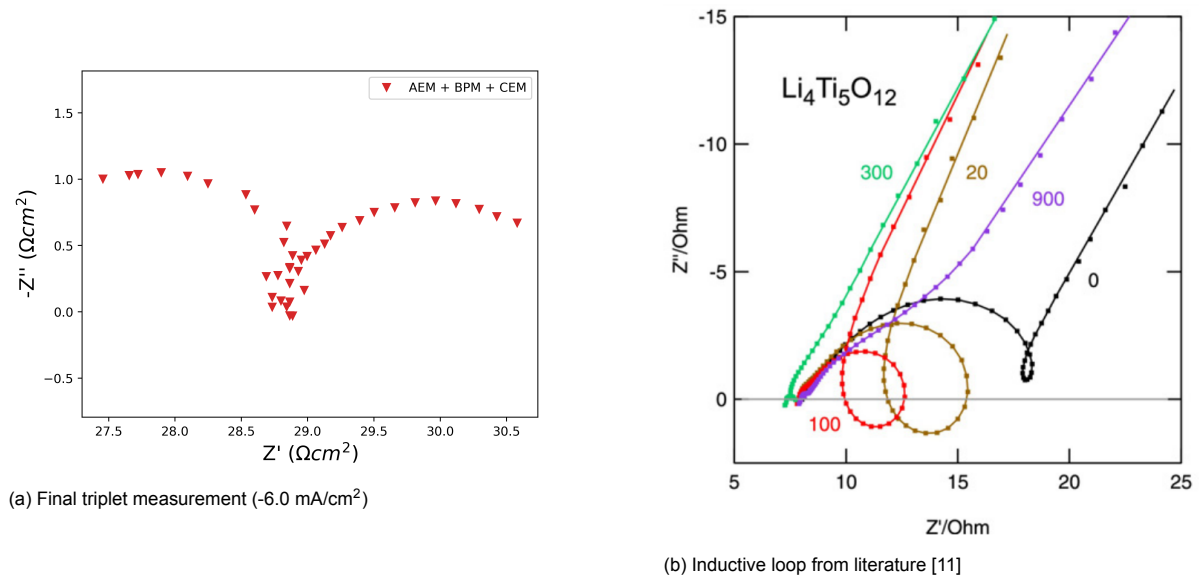 AEM + BPM + CEM
1.5
1.0
0.5
0.0
−0.5
27.5 28.0 28.5 29.0 29.5 30.0 30.5
-Z'' (Ωcm²)
Z' (Ωcm²)
(a) Final triplet measurement (-6.0 mA/cm²)
-15
-10
-5
0
5 10 15 20 25
Z''/Ohm
Li₄Ti₅O₁₂
300
20
900
0
100
Z'/Ohm
(b) Inductive loop from literature [11]